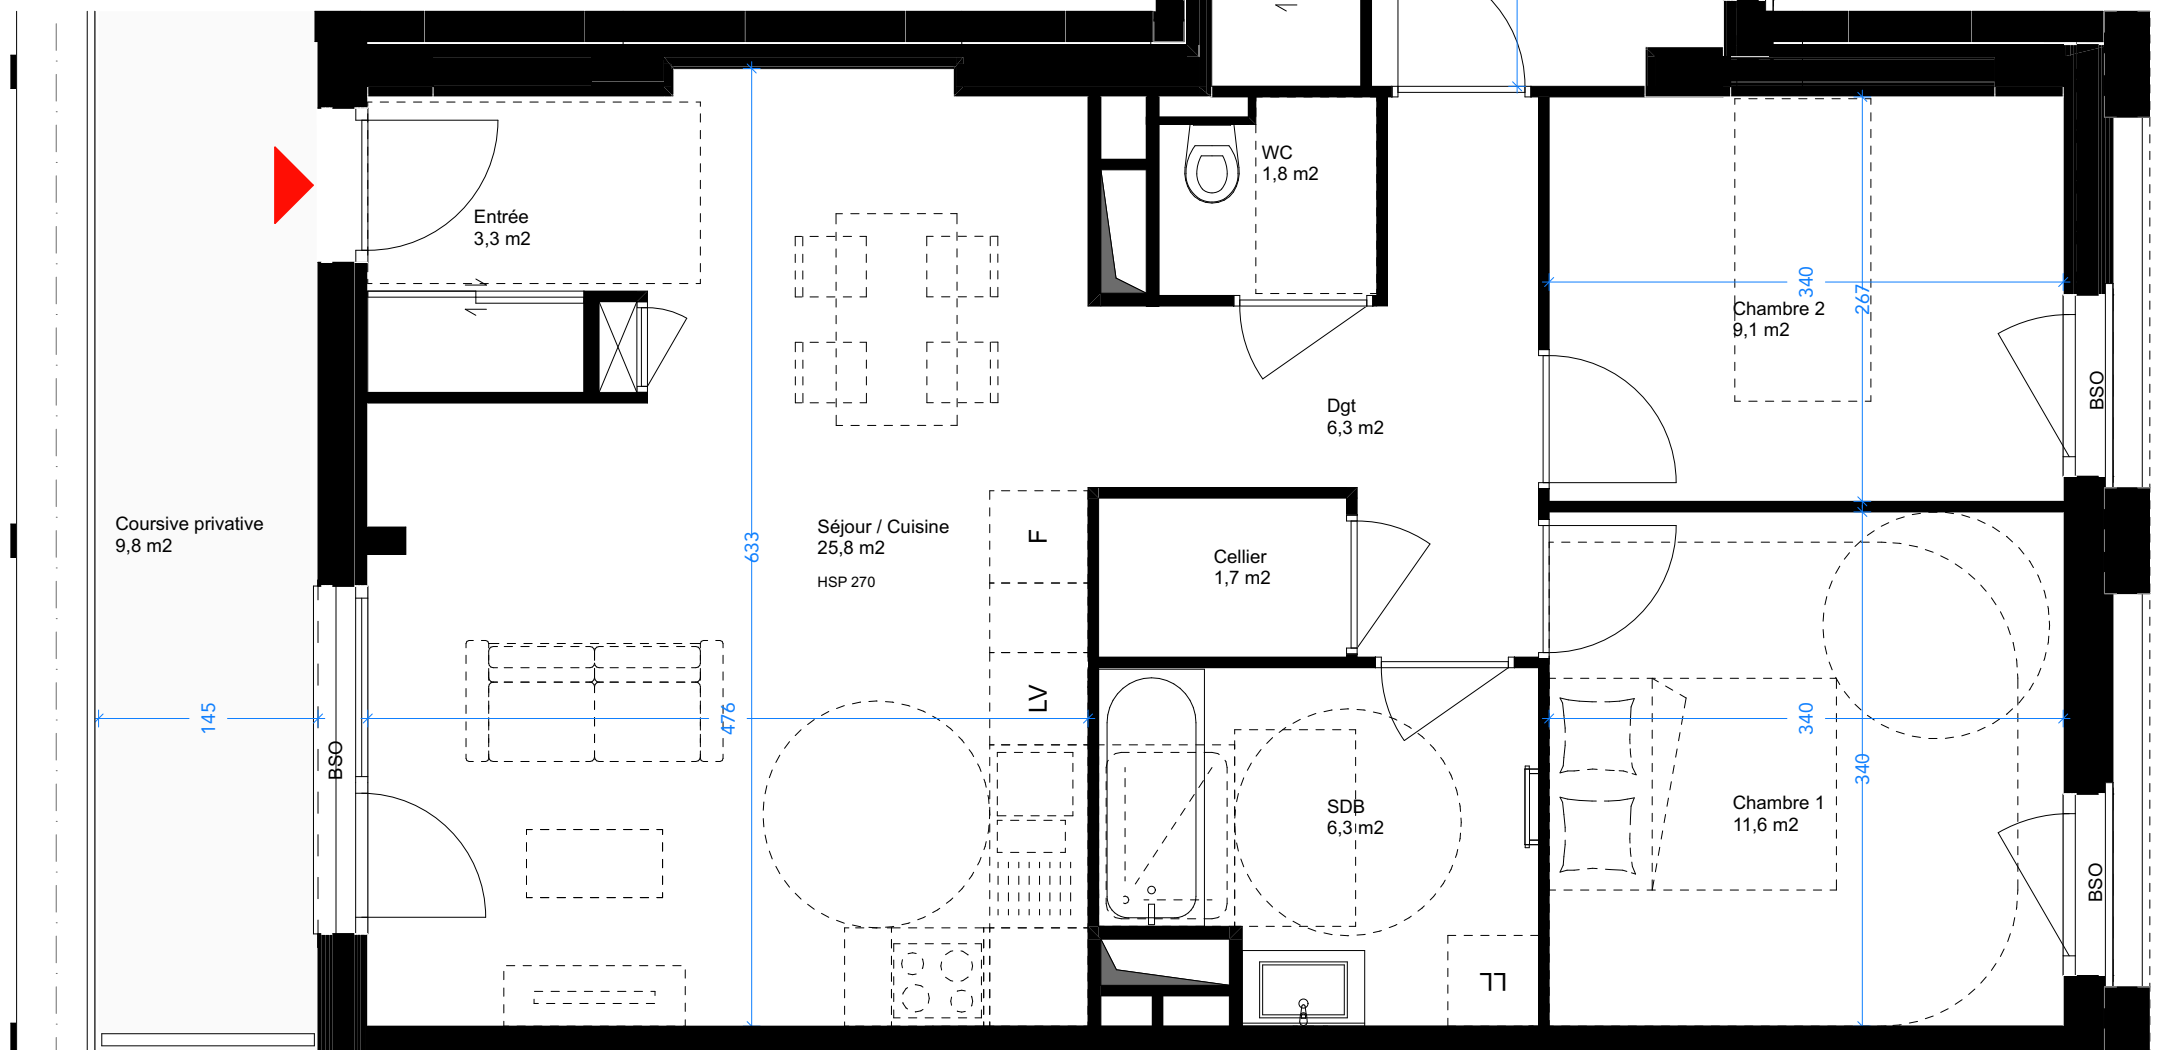 WC
1,8 m2
Entrée
3,3 m2
340
267
Chambre 2
9,1 m2
BSO
Dgt
6,3 m2
Coursive privative
9,8 m2
633
Séjour / Cuisine
25,8 m2
HSP 270
F
Cellier
1,7 m2
LV
145
476
340
BSO
340
SDB
6,3 m2
Chambre 1
11,6 m2
BSO
LL